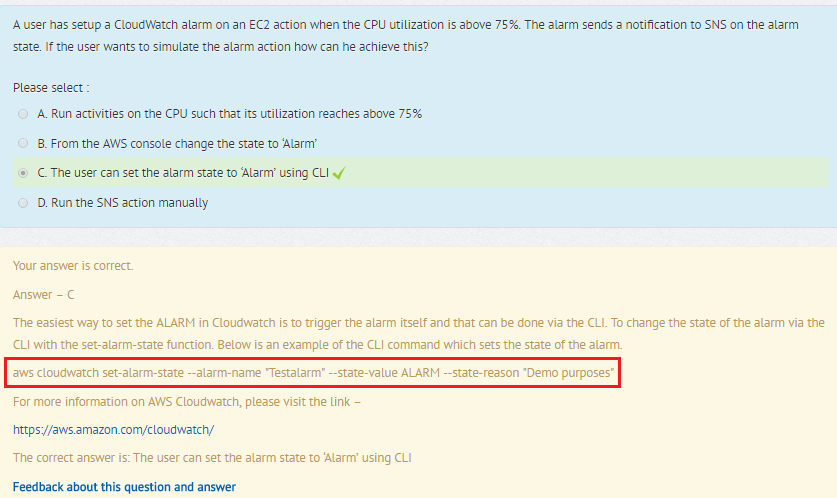 A user has setup a CloudWatch alarm on an EC2 action when the CPU utilization is above 75%. The alarm sends a notification to SNS on the alarm
state. If the user wants to simulate the alarm action how can he achieve this?
Please select :
A. Run activities on the CPU such that its utilization reaches above 75%
B. From the AWS console change the state to ‘Alarm’
C. The user can set the alarm state to ‘Alarm’ using CLI
D. Run the SNS action manually
Your answer is correct.
Answer – C
The easiest way to set the ALARM in Cloudwatch is to trigger the alarm itself and that can be done via the CLI. To change the state of the alarm via the
CLI with the set-alarm-state function. Below is an example of the CLI command which sets the state of the alarm.
aws cloudwatch set-alarm-state --alarm-name "Testalarm" --state-value ALARM --state-reason "Demo purposes"
For more information on AWS Cloudwatch, please visit the link –
https://aws.amazon.com/cloudwatch/
The correct answer is: The user can set the alarm state to ‘Alarm’ using CLI
Feedback about this question and answer